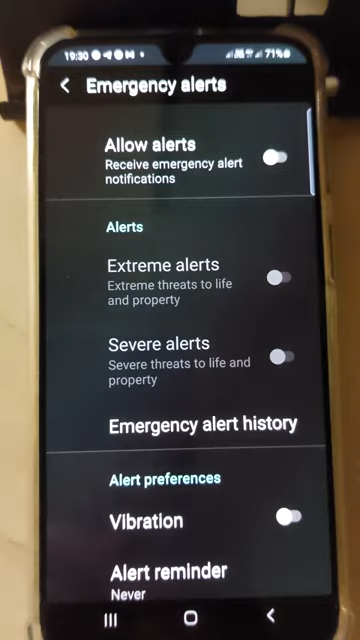 19:30
71%
Emergency alerts
Allow alerts
Receive emergency alert
notifications
Alerts
Extreme alerts
Extreme threats to life
and property
Severe alerts
Severe threats to life and
property
Emergency alert history
Alert preferences
Vibration
Alert reminder
Never